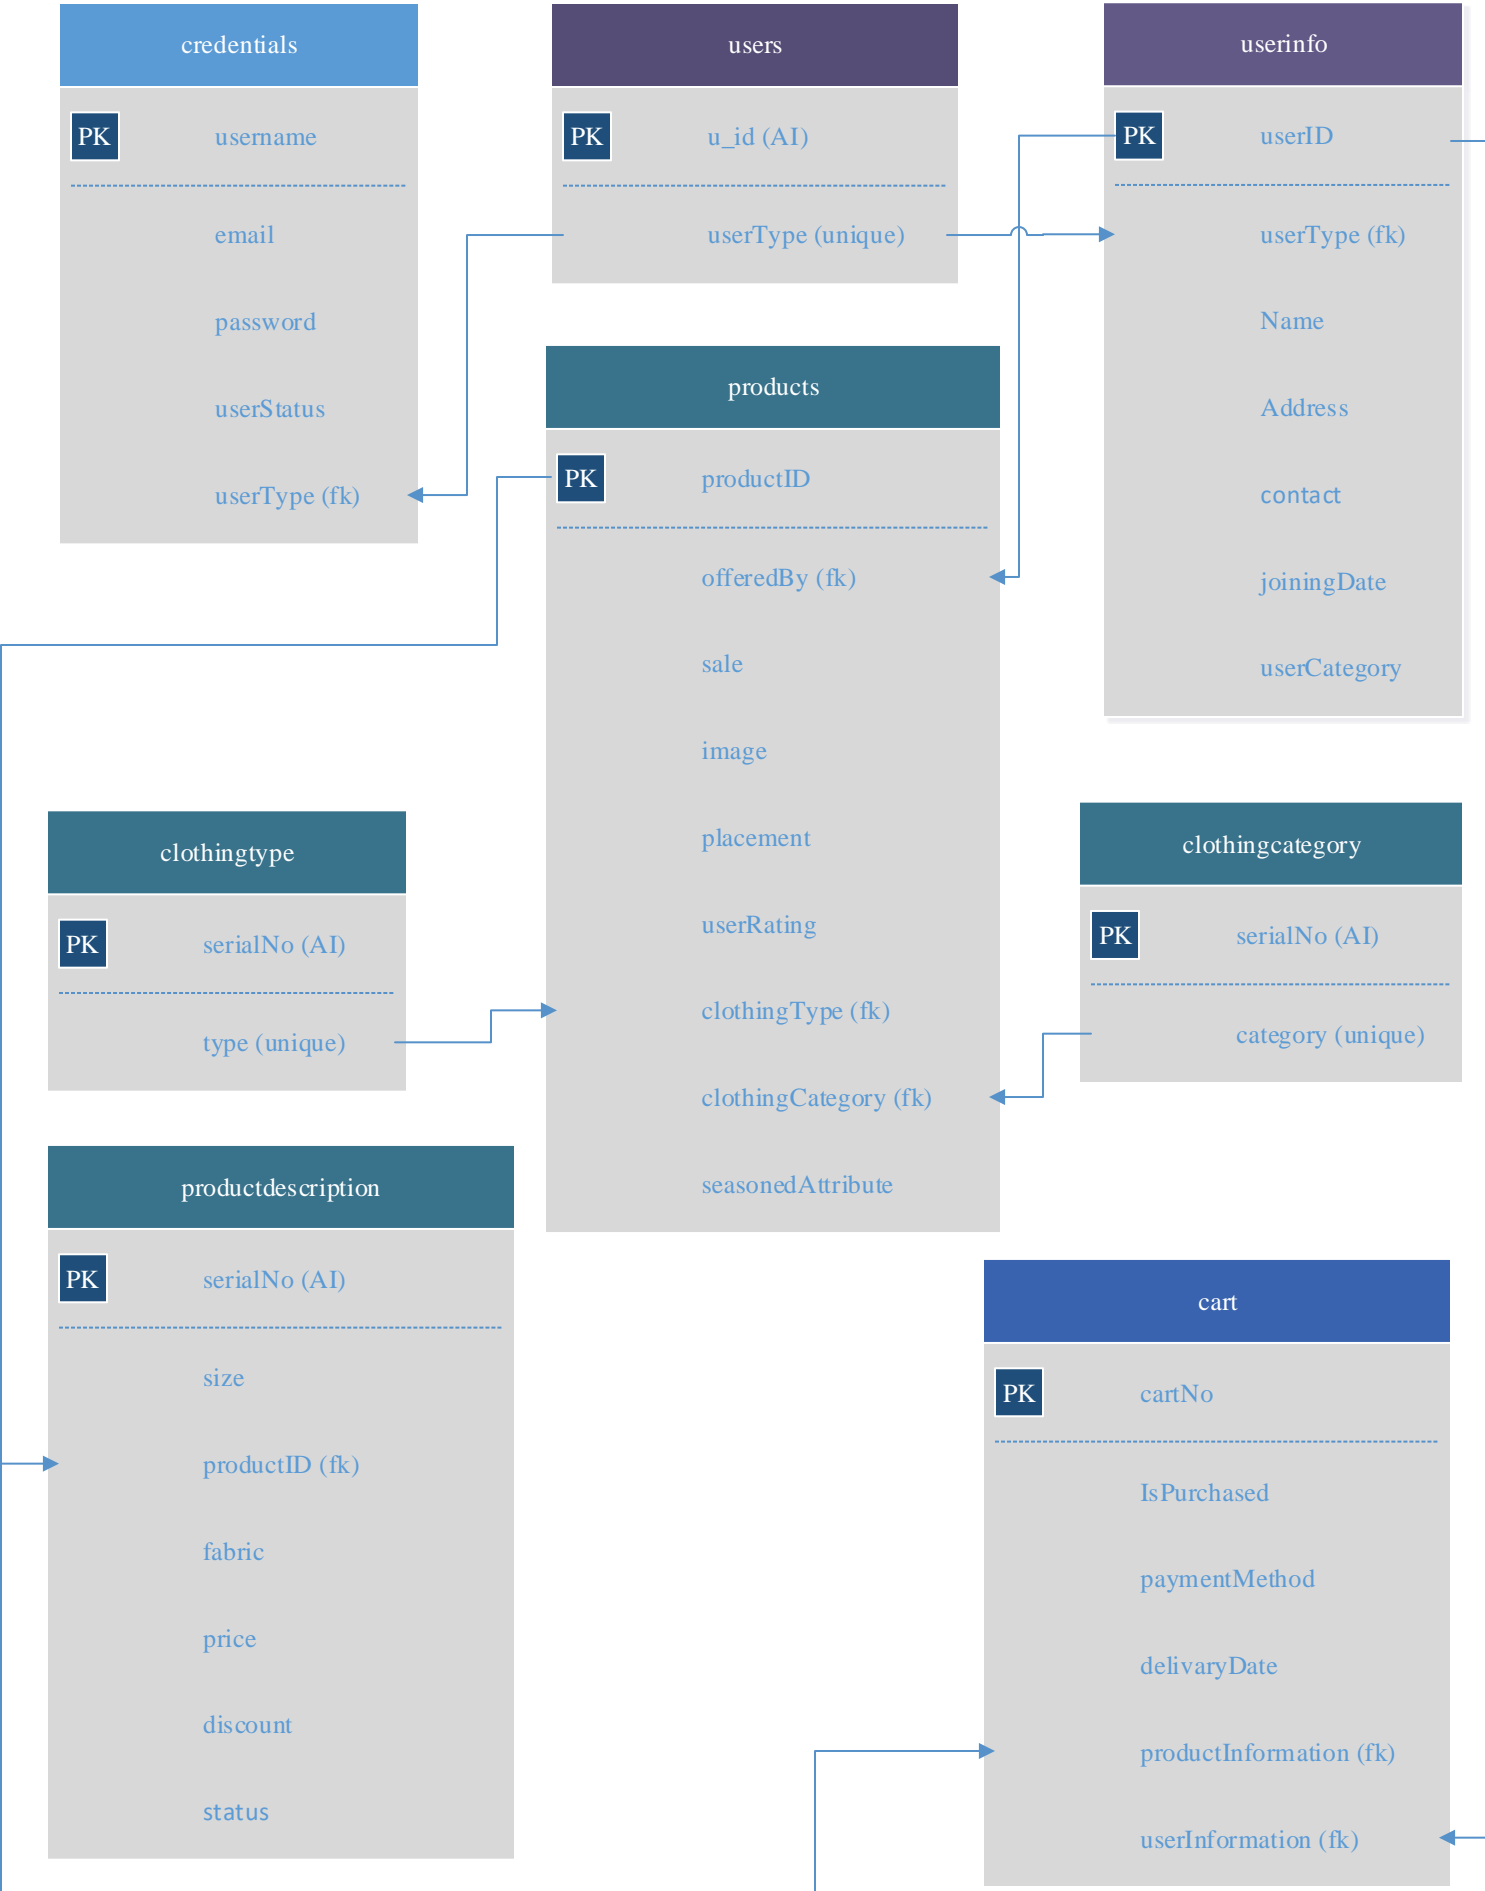 credentials
PK username
email
password
userStatus
userType (fk)
users
PK u_id (AI)
userType (unique)
userinfo
PK userID
userType (fk)
Name
Address
contact
joiningDate
userCategory
products
PK productID
offeredBy (fk)
sale
image
placement
userRating
clothingType (fk)
clothingCategory (fk)
seasonedAttribute
clothingtype
PK serialNo (AI)
type (unique)
clothingcategory
PK serialNo (AI)
category (unique)
productdescription
PK serialNo (AI)
size
productID (fk)
fabric
price
discount
status
cart
PK cartNo
IsPurchased
paymentMethod
delivaryDate
productInformation (fk)
userInformation (fk)